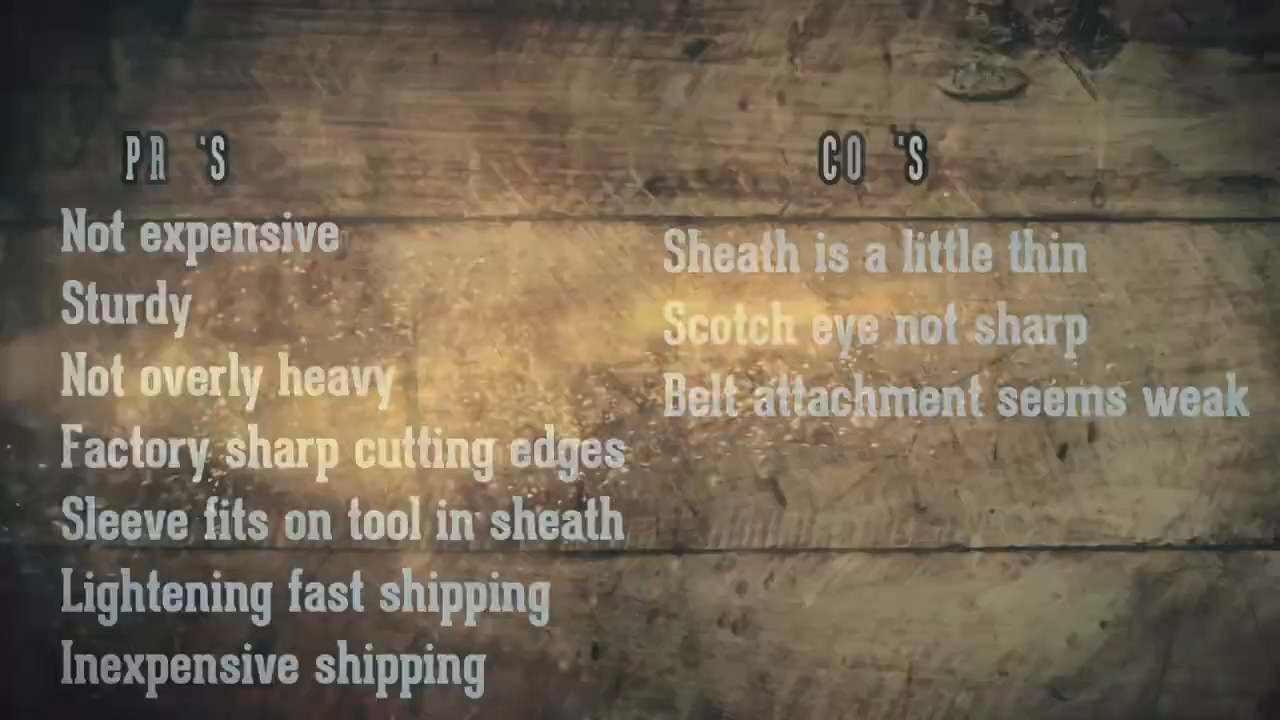 PR 'S
Not expensive
Sturdy
Not overly heavy
Factory sharp cutting edges
Sleeve fits on tool in sheath
Lightening fast shipping
Inexpensive shipping
CO 'S
Sheath is a little thin
Scotch eye not sharp
Belt attachment seems weak